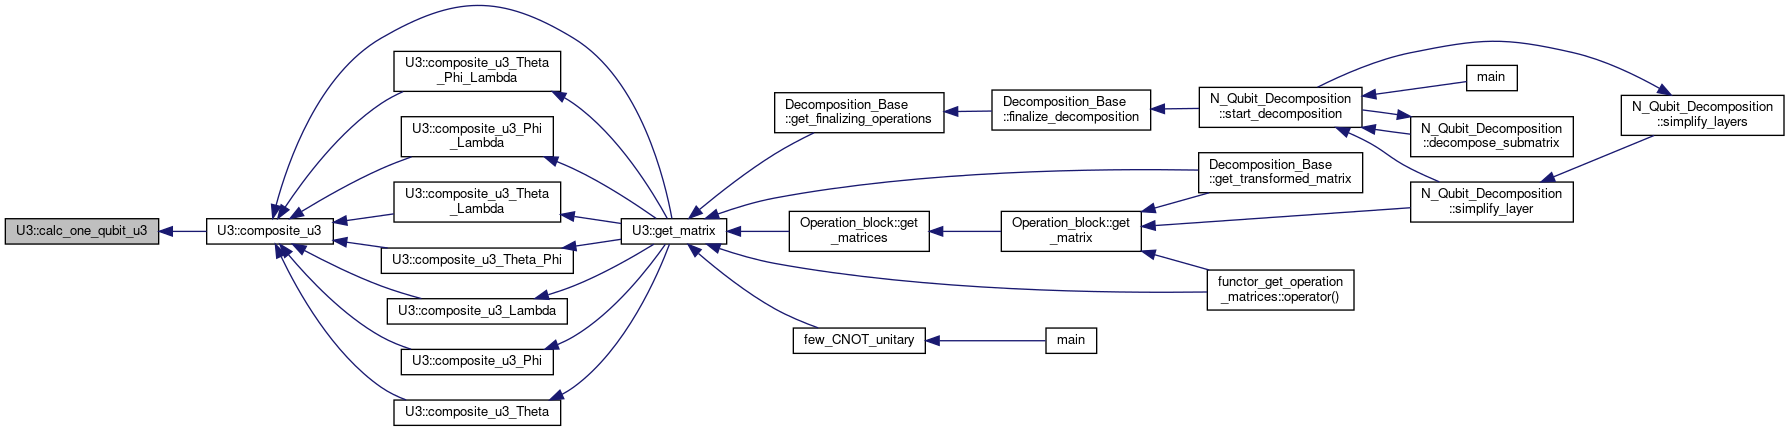 U3::calc_one_qubit_u3
U3::composite_u3
U3::composite_u3_Theta
_Phi_Lambda
U3::composite_u3_Phi
_Lambda
U3::composite_u3_Theta
_Lambda
U3::composite_u3_Theta_Phi
U3::composite_u3_Lambda
U3::composite_u3_Phi
U3::composite_u3_Theta
U3::get_matrix
Decomposition_Base
::get_finalizing_operations
Operation_block::get
_matrices
few_CNOT_unitary
Decomposition_Base
::finalize_decomposition
Operation_block::get
_matrix
main
N_Qubit_Decomposition
::start_decomposition
Decomposition_Base
::get_transformed_matrix
functor_get_operation
_matrices::operator()
main
N_Qubit_Decomposition
::decompose_submatrix
N_Qubit_Decomposition
::simplify_layer
N_Qubit_Decomposition
::simplify_layers